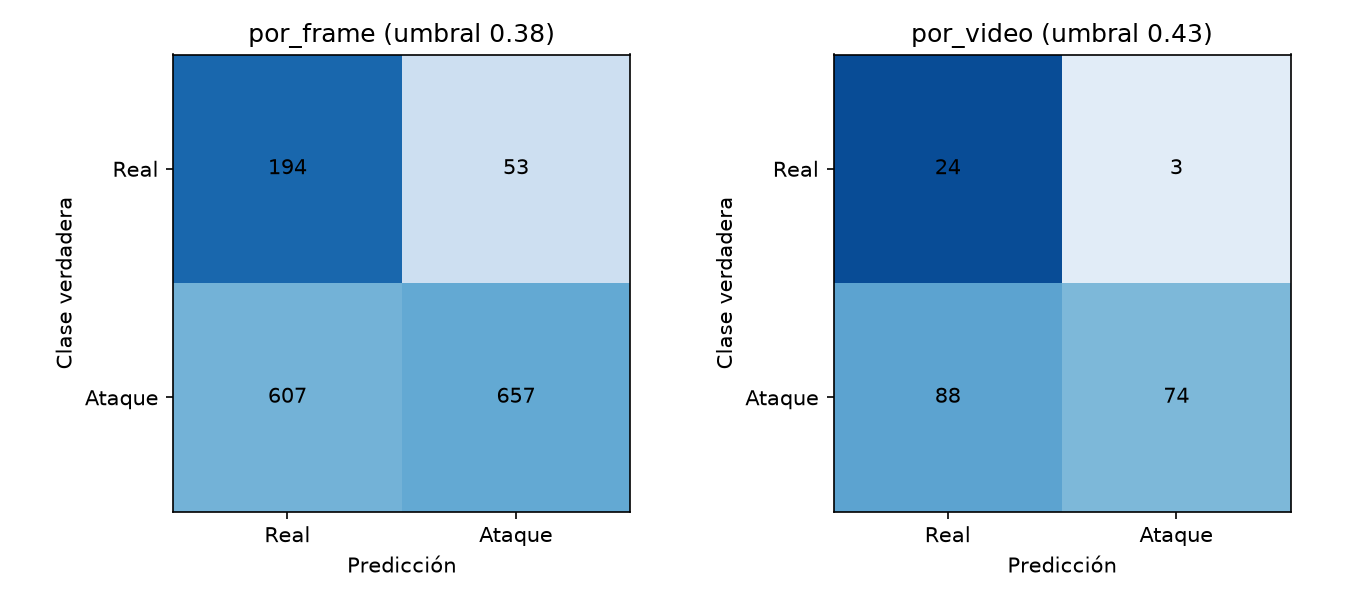 por_frame (umbral 0.38)
Clase verdadera
Real
194
53
Ataque
607
657
Real
Ataque
Predicción
por_video (umbral 0.43)
Clase verdadera
Real
24
3
Ataque
88
74
Real
Ataque
Predicción